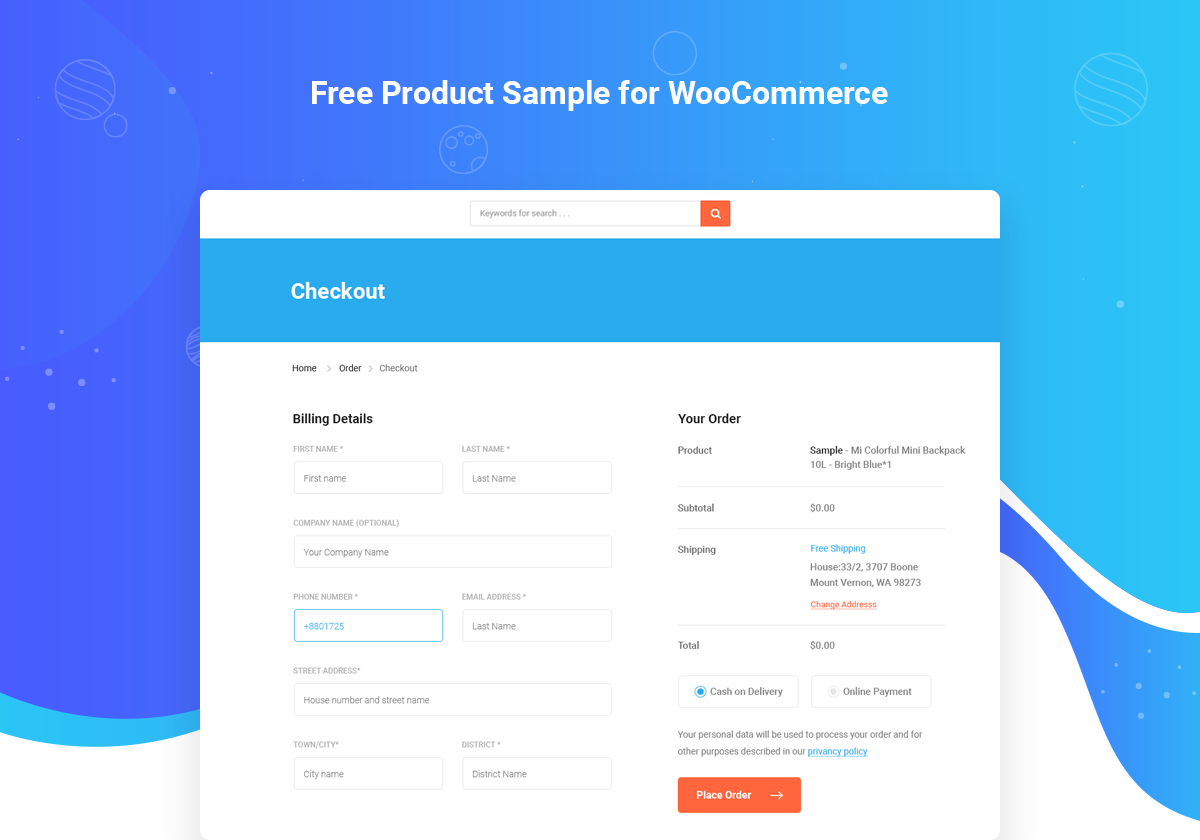 Free Product Sample for WooCommerce
Keywords for search . . .
Checkout
Home > Order > Checkout
Billing Details
FIRST NAME *
LAST NAME *
First name
Last Name
COMPANY NAME (OPTIONAL)
Your Company Name
PHONE NUMBER *
EMAIL ADDRESS *
+8801725
Last Name
STREET ADDRESS*
House number and street name
TOWN/CITY*
DISTRICT *
City name
District Name
Your Order
Product
Sample - Mi Colorful Mini Backpack
10L - Bright Blue*1
Subtotal
$0.00
Shipping
Free Shipping
House:33/2, 3707 Boone
Mount Vernon, WA 98273
Change Addresss
Total
$0.00
Cash on Delivery
Online Payment
Your personal data will be used to process your order and for
other purposes described in our privacy policy
Place Order